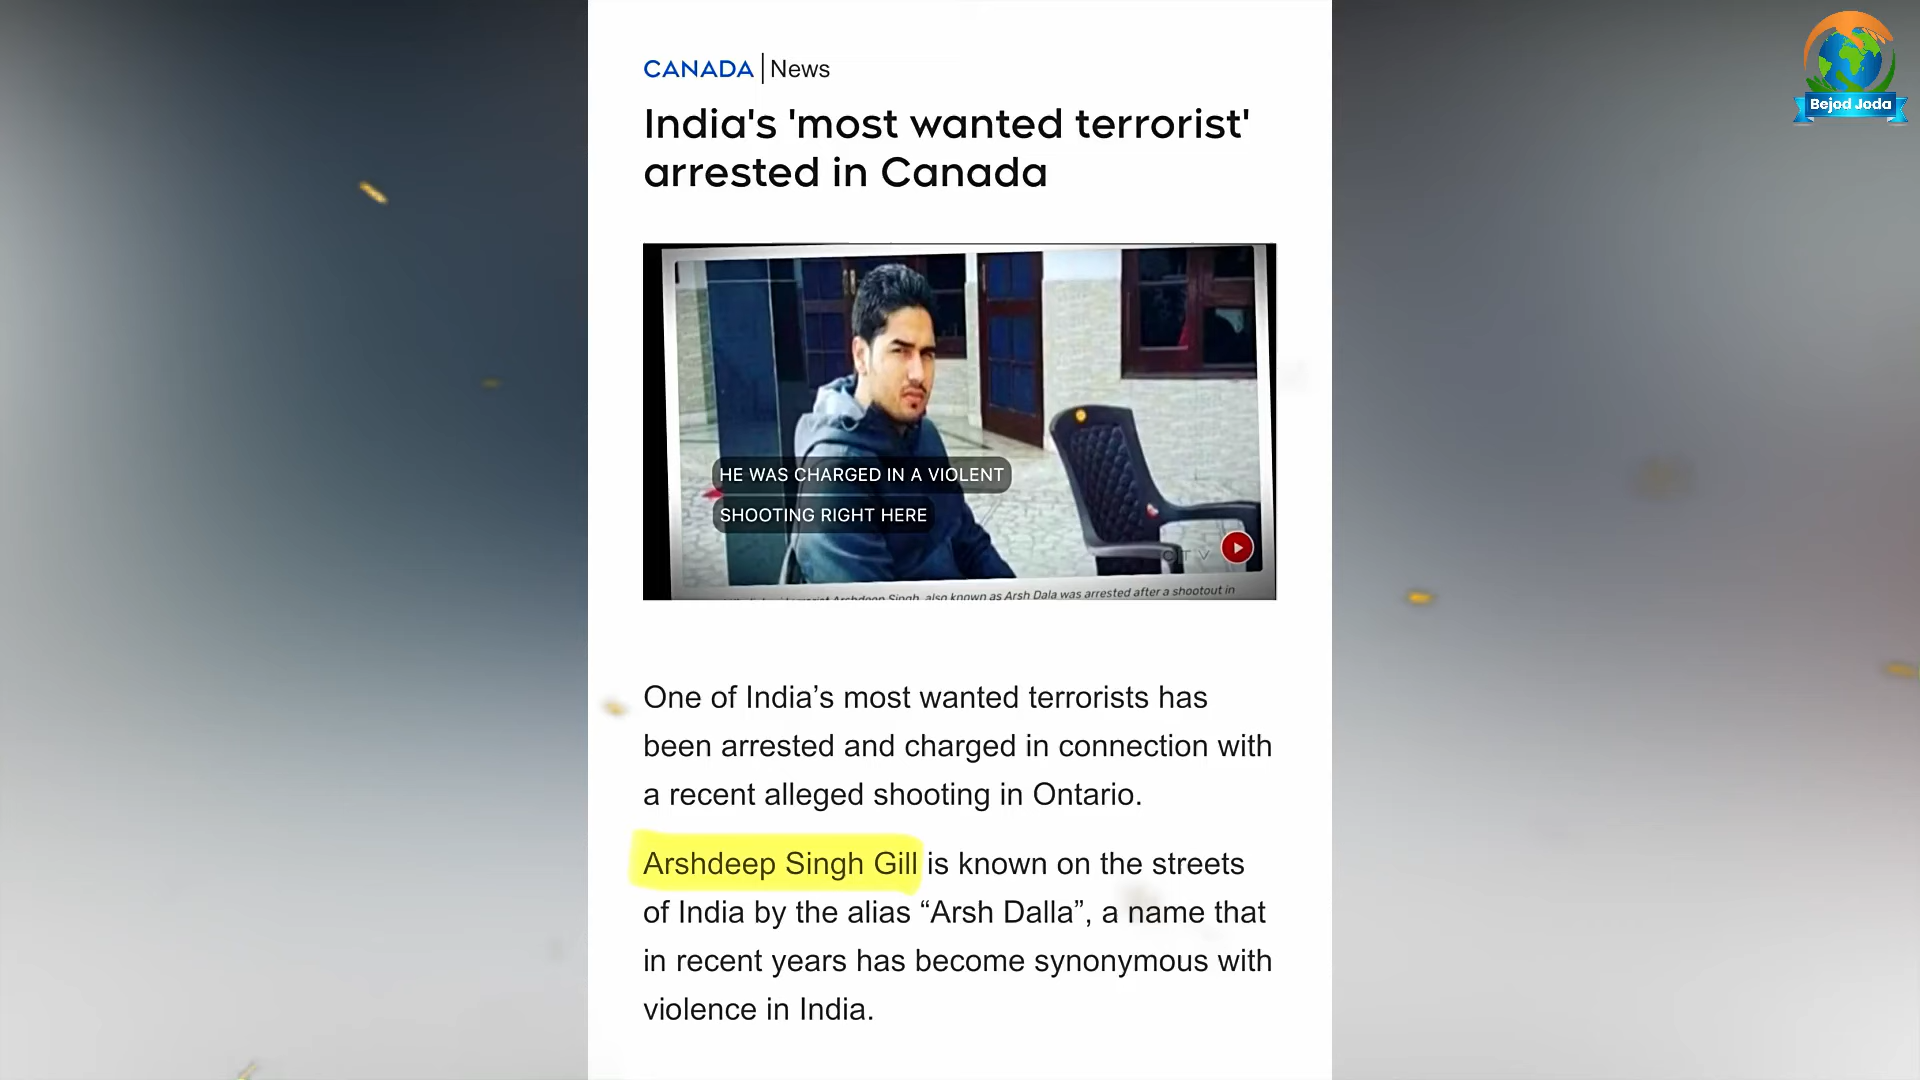 CANADA | News
Bejod Joda
India's 'most wanted terrorist'
arrested in Canada
HE WAS CHARGED IN A VIOLENT
SHOOTING RIGHT HERE
CTV
Arshdeep Singh, also known as Arsh Dala was arrested after a shootout in
One of India’s most wanted terrorists has
been arrested and charged in connection with
a recent alleged shooting in Ontario.
Arshdeep Singh Gill is known on the streets
of India by the alias “Arsh Dalla”, a name that
in recent years has become synonymous with
violence in India.